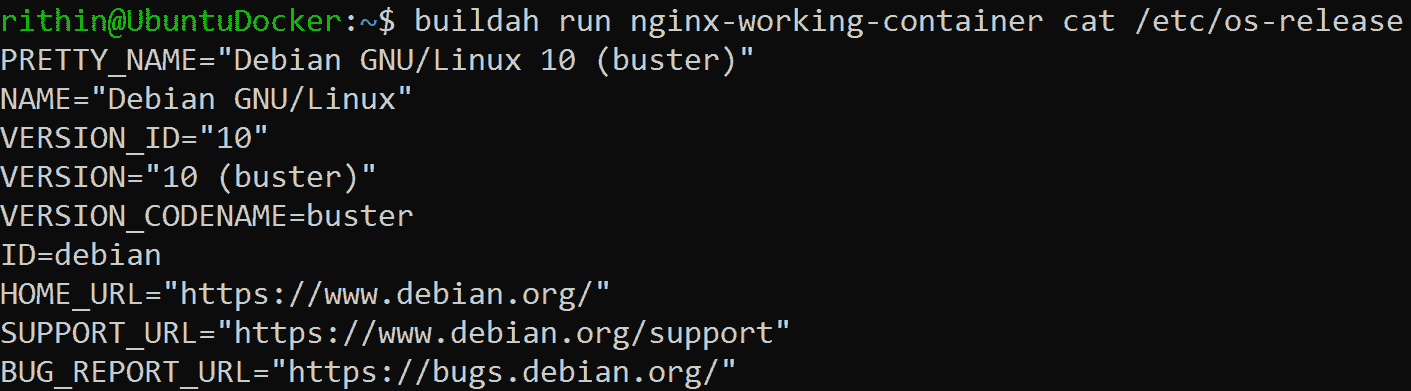 rithin@UbuntuDocker:~$ buildah run nginx-working-container cat /etc/os-release
PRETTY_NAME="Debian GNU/Linux 10 (buster)"
NAME="Debian GNU/Linux"
VERSION_ID="10"
VERSION="10 (buster)"
VERSION_CODENAME=buster
ID=debian
HOME_URL="https://www.debian.org/"
SUPPORT_URL="https://www.debian.org/support"
BUG_REPORT_URL="https://bugs.debian.org/"